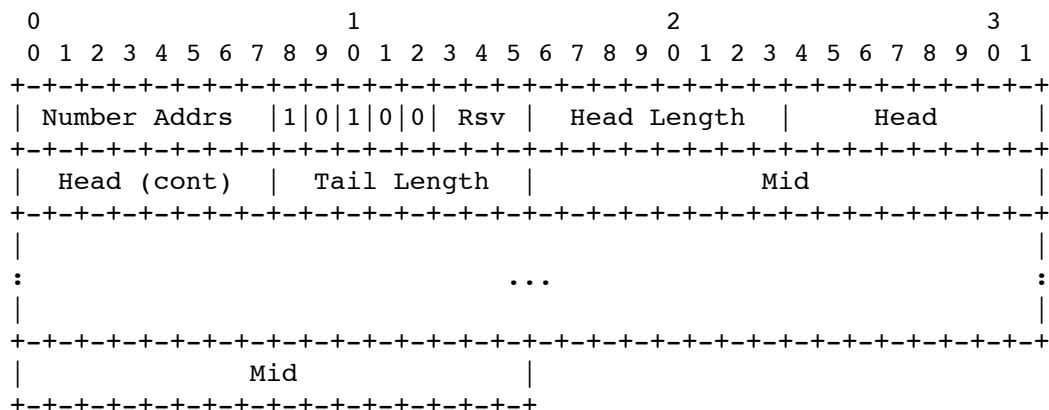 0                   1                   2                   3
 0 1 2 3 4 5 6 7 8 9 0 1 2 3 4 5 6 7 8 9 0 1 2 3 4 5 6 7 8 9 0 1
+-+-+-+-+-+-+-+-+-+-+-+-+-+-+-+-+-+-+-+-+-+-+-+-+-+-+-+-+-+-+-+-+
| Number Addrs  |1|0|1|0|0| Rsv |  Head Length  |     Head      |
+-+-+-+-+-+-+-+-+-+-+-+-+-+-+-+-+-+-+-+-+-+-+-+-+-+-+-+-+-+-+-+-+
|  Head (cont)  |  Tail Length  |              Mid              |
+-+-+-+-+-+-+-+-+-+-+-+-+-+-+-+-+-+-+-+-+-+-+-+-+-+-+-+-+-+-+-+-+
|                                                               |
:                              ...                              :
|                                                               |
+-+-+-+-+-+-+-+-+-+-+-+-+-+-+-+-+-+-+-+-+-+-+-+-+-+-+-+-+-+-+-+-+
|              Mid              |
+-+-+-+-+-+-+-+-+-+-+-+-+-+-+-+-+